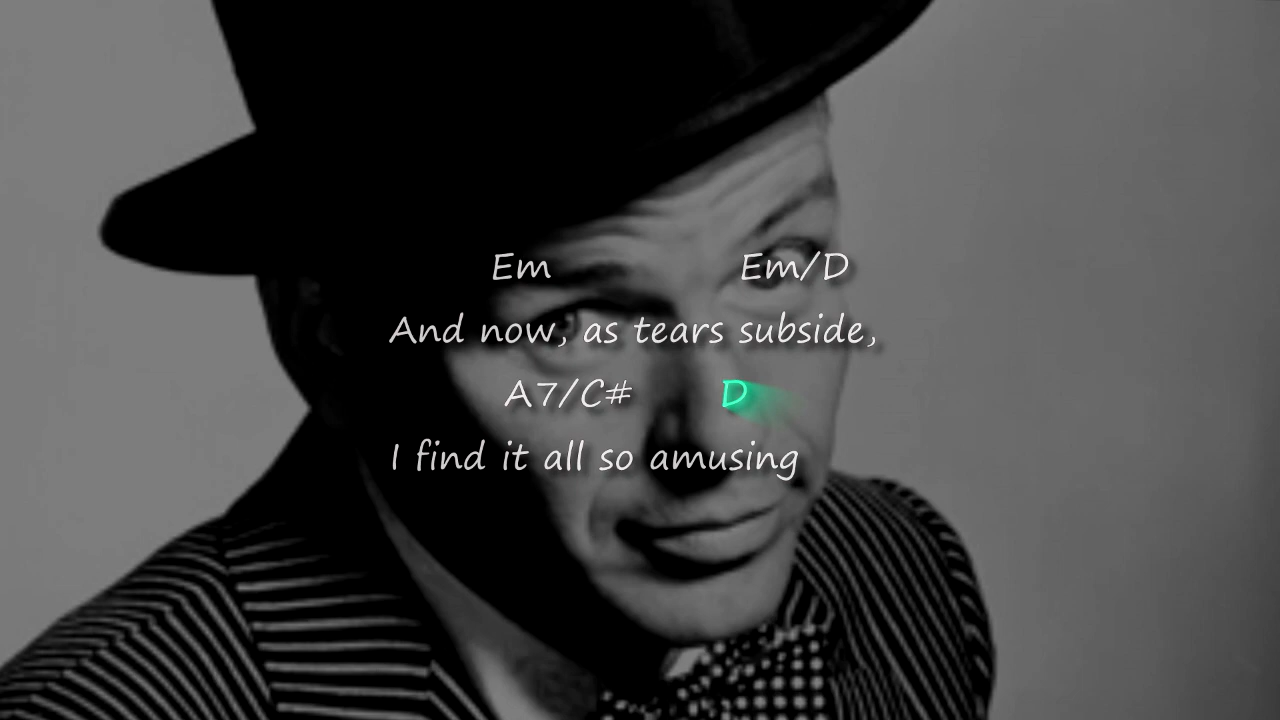 Em Em/D
And now, as tears subside,
A7/C# D
I find it all so amusing